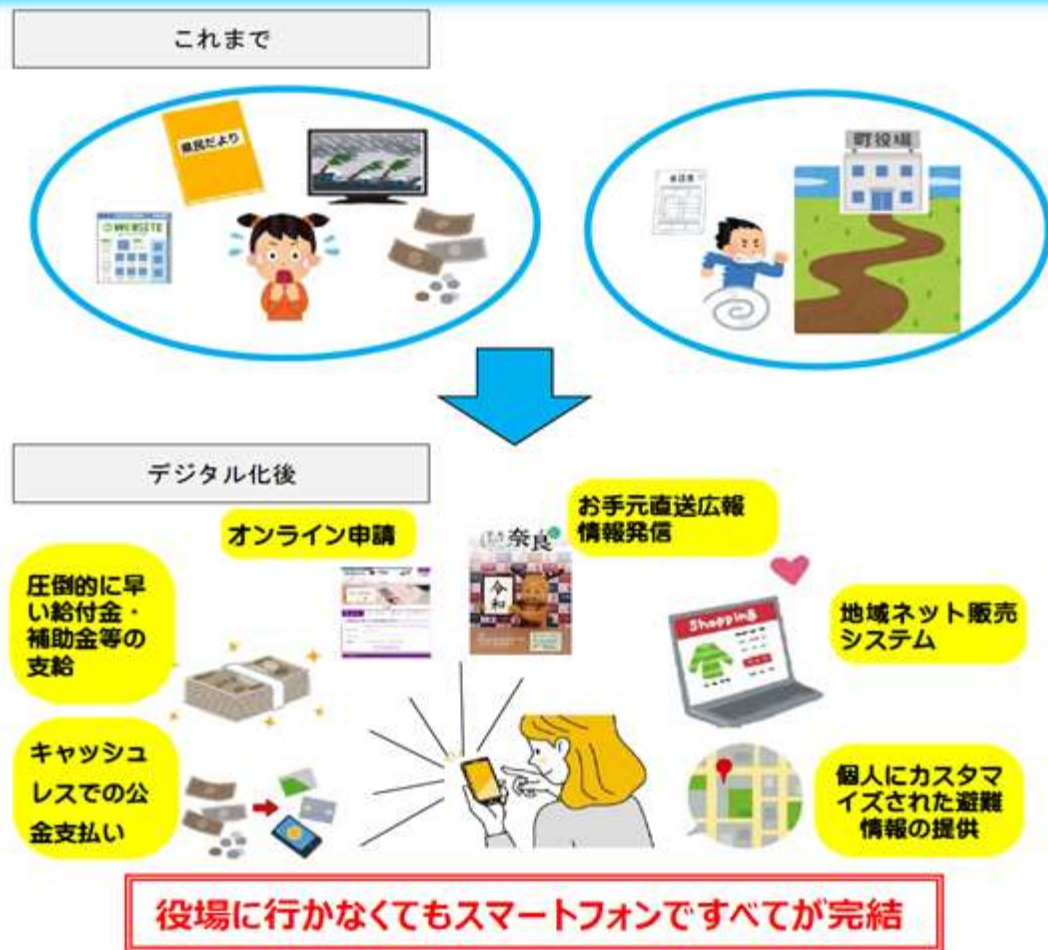 これまで
県民だより
WEBSITE
申請書
町役場
デジタル化後
オンライン申請
お手元直送広報
情報発信
奈良
令和
圧倒的に早
い給付金・
補助金等の
支給
Shopping
地域ネット販売
システム
キャッシュ
レスでの公
金支払い
個人にカスタマ
イズされた避難
情報の提供
役場に行かなくてもスマートフォンですべてが完結